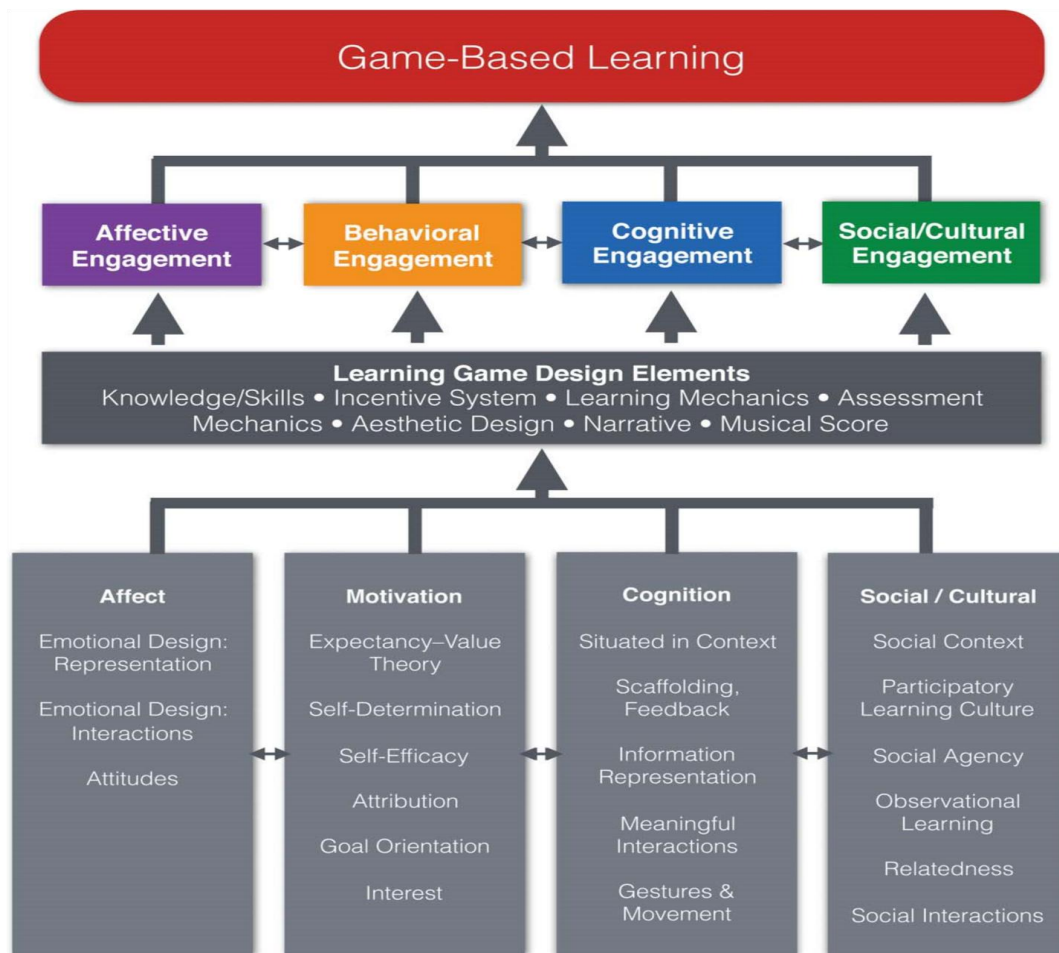 Game-Based Learning
Affective
Engagement
Behavioral
Engagement
Cognitive
Engagement
Social/Cultural
Engagement
Learning Game Design Elements
Knowledge/Skills • Incentive System • Learning Mechanics • Assessment
Mechanics • Aesthetic Design • Narrative • Musical Score
Affect
Emotional Design:
Representation
Emotional Design:
Interactions
Attitudes
Motivation
Expectancy–Value
Theory
Self-Determination
Self-Efficacy
Attribution
Goal Orientation
Interest
Cognition
Situated in Context
Scaffolding,
Feedback
Information
Representation
Meaningful
Interactions
Gestures &
Movement
Social / Cultural
Social Context
Participatory
Learning Culture
Social Agency
Observational
Learning
Relatedness
Social Interactions